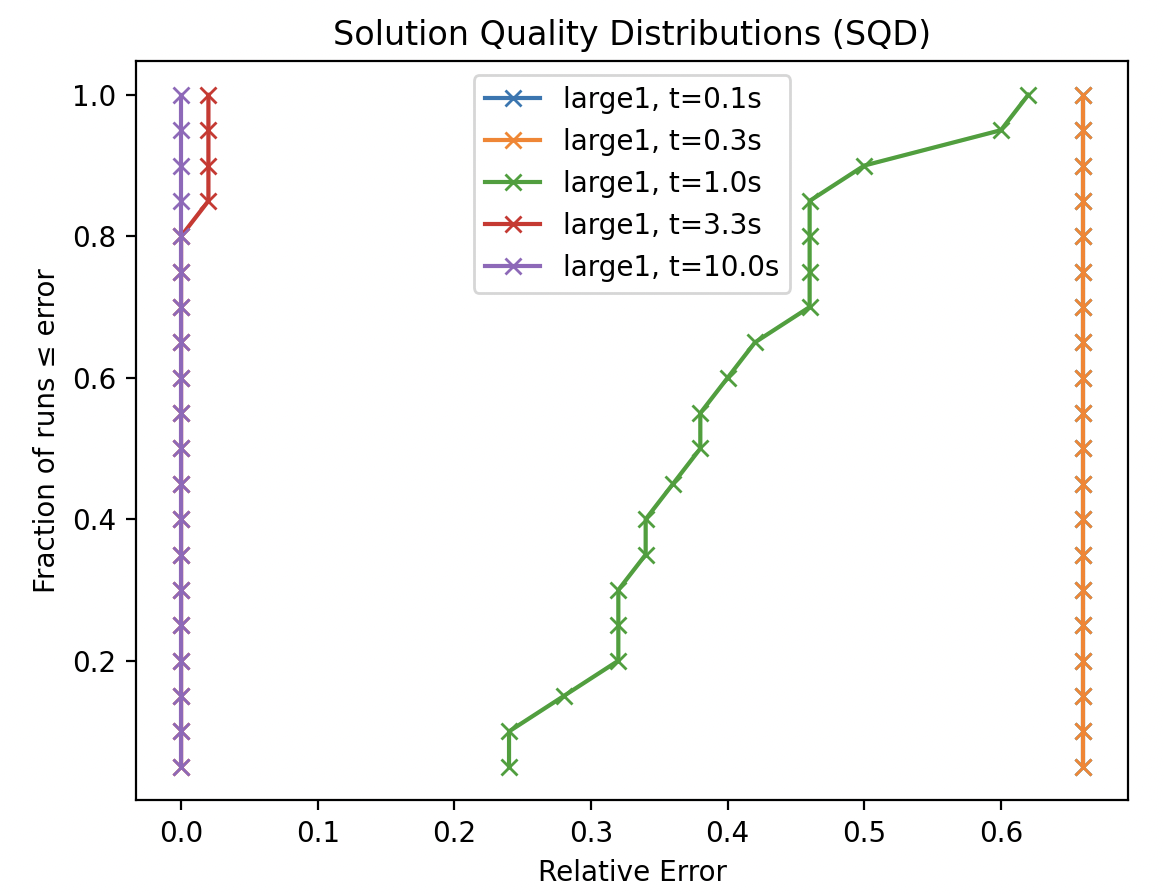 Solution Quality Distributions (SQD)
large1, t=0.1s
large1, t=0.3s
large1, t=1.0s
large1, t=3.3s
large1, t=10.0s
Fraction of runs ≤ error
1.0
0.8
0.6
0.4
0.2
0.0 0.1 0.2 0.3 0.4 0.5 0.6
Relative Error